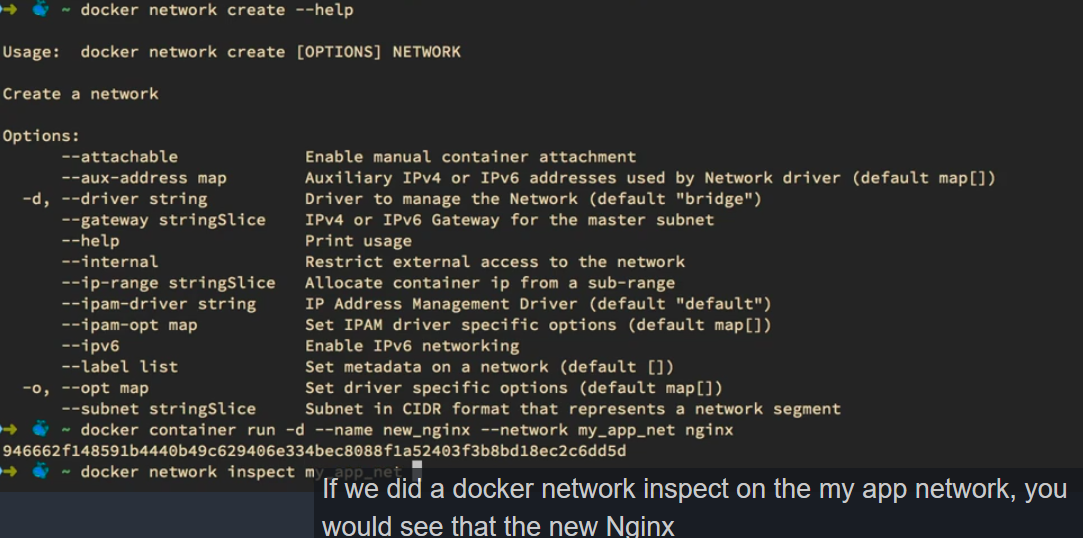 ~ docker network create --help
Usage:  docker network create [OPTIONS] NETWORK
Create a network
Options:
--attachable Enable manual container attachment
--aux-address map Auxiliary IPv4 or IPv6 addresses used by Network driver (default map[])
-d, --driver string Driver to manage the Network (default "bridge")
--gateway stringSlice IPv4 or IPv6 Gateway for the master subnet
--help Print usage
--internal Restrict external access to the network
--ip-range stringSlice Allocate container ip from a sub-range
--ipam-driver string IP Address Management Driver (default "default")
--ipam-opt map Set IPAM driver specific options (default map[])
--ipv6 Enable IPv6 networking
--label list Set metadata on a network (default [])
-o, --opt map Set driver specific options (default map[])
--subnet stringSlice Subnet in CIDR format that represents a network segment
~ docker container run -d --name new_nginx --network my_app_net nginx
946662f148591b4440b49c629406e334bec8088f1a52403f3b8bd18ec2c6dd5d
~ docker network inspect my_app_net
If we did a docker network inspect on the my app network, you
would see that the new Nginx